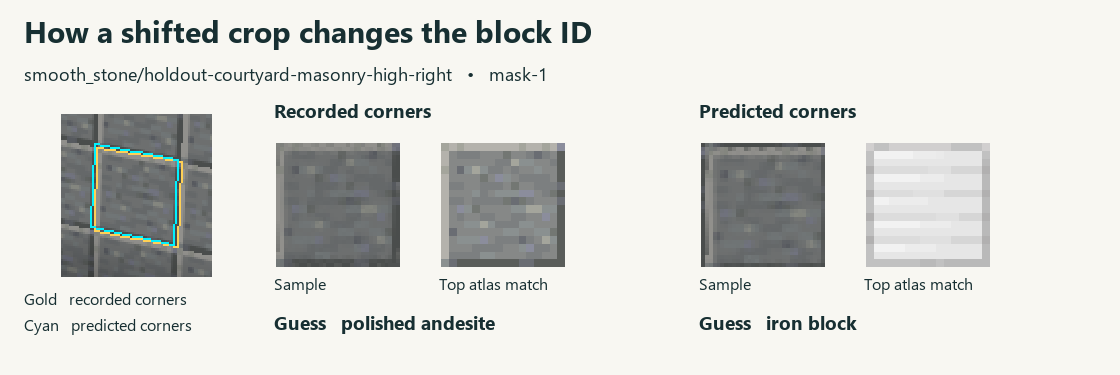 How a shifted crop changes the block ID
smooth_stone/holdout-courtyard-masonry-high-right • mask-1
Recorded corners
Predicted corners
Sample
Top atlas match
Sample
Top atlas match
Gold recorded corners
Cyan predicted corners
Guess polished andesite
Guess iron block